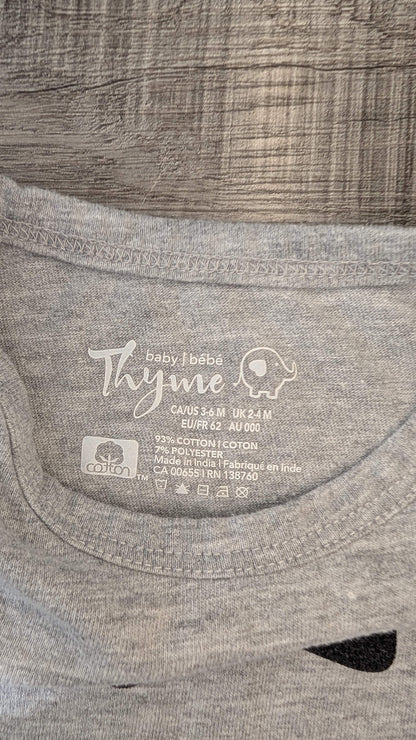 baby | bébé
Thyme
CA/US 3-6 M UK 2-4 M
EU/FR 62 AU 000
93% COTTON | COTON
7% POLYESTER
Made in India | Fabriqué en Inde
CA 00655 | RN 138760
cotton TM